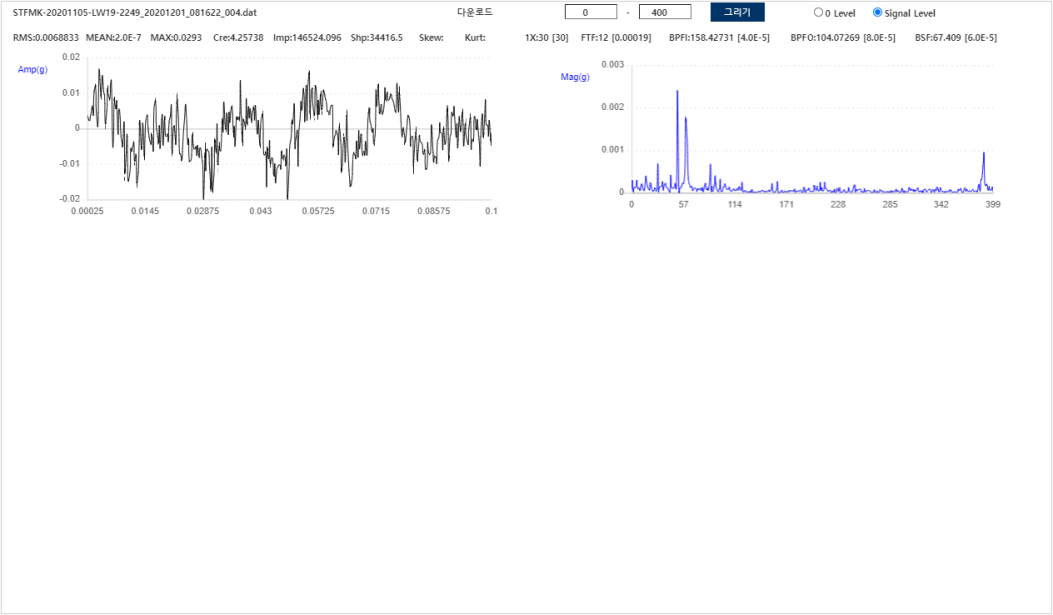 STFMK-20201105-LW19-2249_20201201_081622_004.dat 다운로드 0 - 400 그리기 0 Level Signal Level
RMS:0.0068833 MEAN:2.0E-7 MAX:0.0293 Cre:4.25738 Imp:146524.096 Shp:34416.5 Skew: Kurt: 1X:30 [30] FTF:12 [0.00019] BPFI:158.42731 [4.0E-5] BPFO:104.07269 [8.0E-5] BSF:67.409 [6.0E-5]
Amp(g)
0.02
0.01
0
-0.01
-0.02
0.00025 0.0145 0.02875 0.043 0.05725 0.0715 0.08575 0.1
Mag(g)
0.003
0.002
0.001
0
0 57 114 171 228 285 342 399